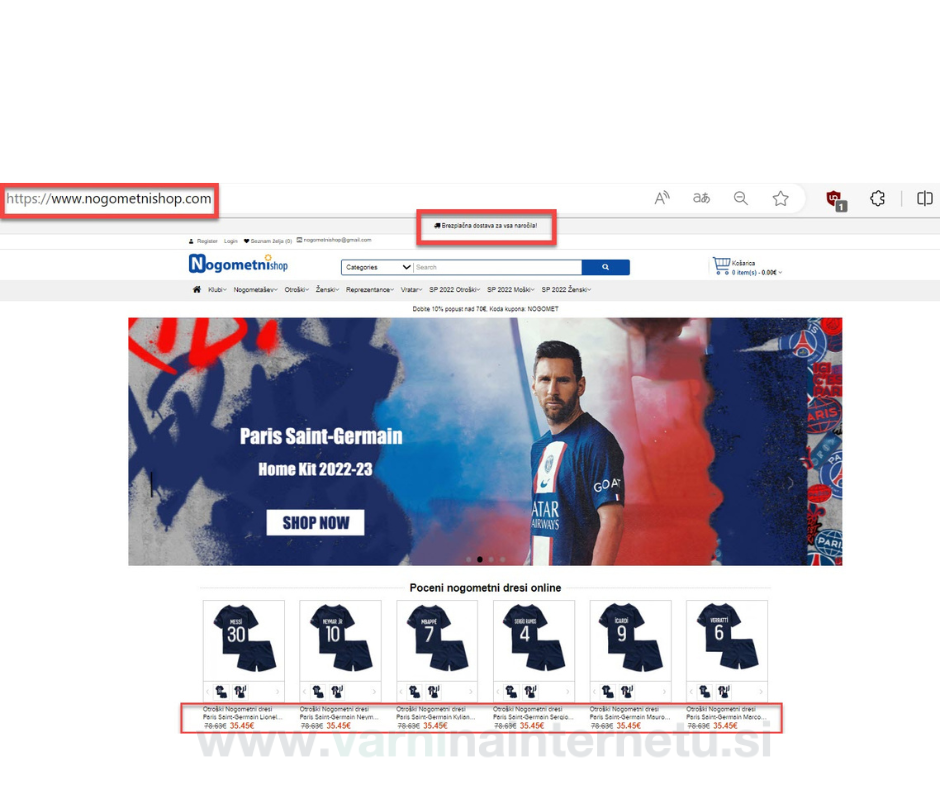 https://www.nogometnishop.com
1
Brezplačna dostava za vsa naročila!
Register Login Seznam želja (0) nogometnishop@gmail.com
Nogometnishop
Categories Search
Košarica
0 item(s) - 0.00€
Klubi Nogometašev Otroški Ženski Reprezentance Vratar SP 2022 Otroški SP 2022 Moški SP 2022 Ženski
Dobite 10% popust nad 70€, Koda kupona: NOGOMET
Paris Saint-Germain
Home Kit 2022-23
SHOP NOW
GOAT
QATAR
AIRWAYS
PARIS
Poceni nogometni dresi online
MESSI NEYMAR JR MBAPPÉ SERGIO RAMOS ICARDI VERRATTI
30 10 7 4 9 6
Otroški Nogometni dresi Otroški Nogometni dresi Otroški Nogometni dresi Otroški Nogometni dresi Otroški Nogometni dresi Otroški Nogometni dresi
Paris Saint-Germain Lionel... Paris Saint-Germain Neym... Paris Saint-Germain Kylian... Paris Saint-Germain Sergio... Paris Saint-Germain Mauro... Paris Saint-Germain Marco...
78.63€ 35.45€ 78.63€ 35.45€ 78.63€ 35.45€ 78.63€ 35.45€ 78.63€ 35.45€ 78.63€ 35.45€
www.varninainternetu.si